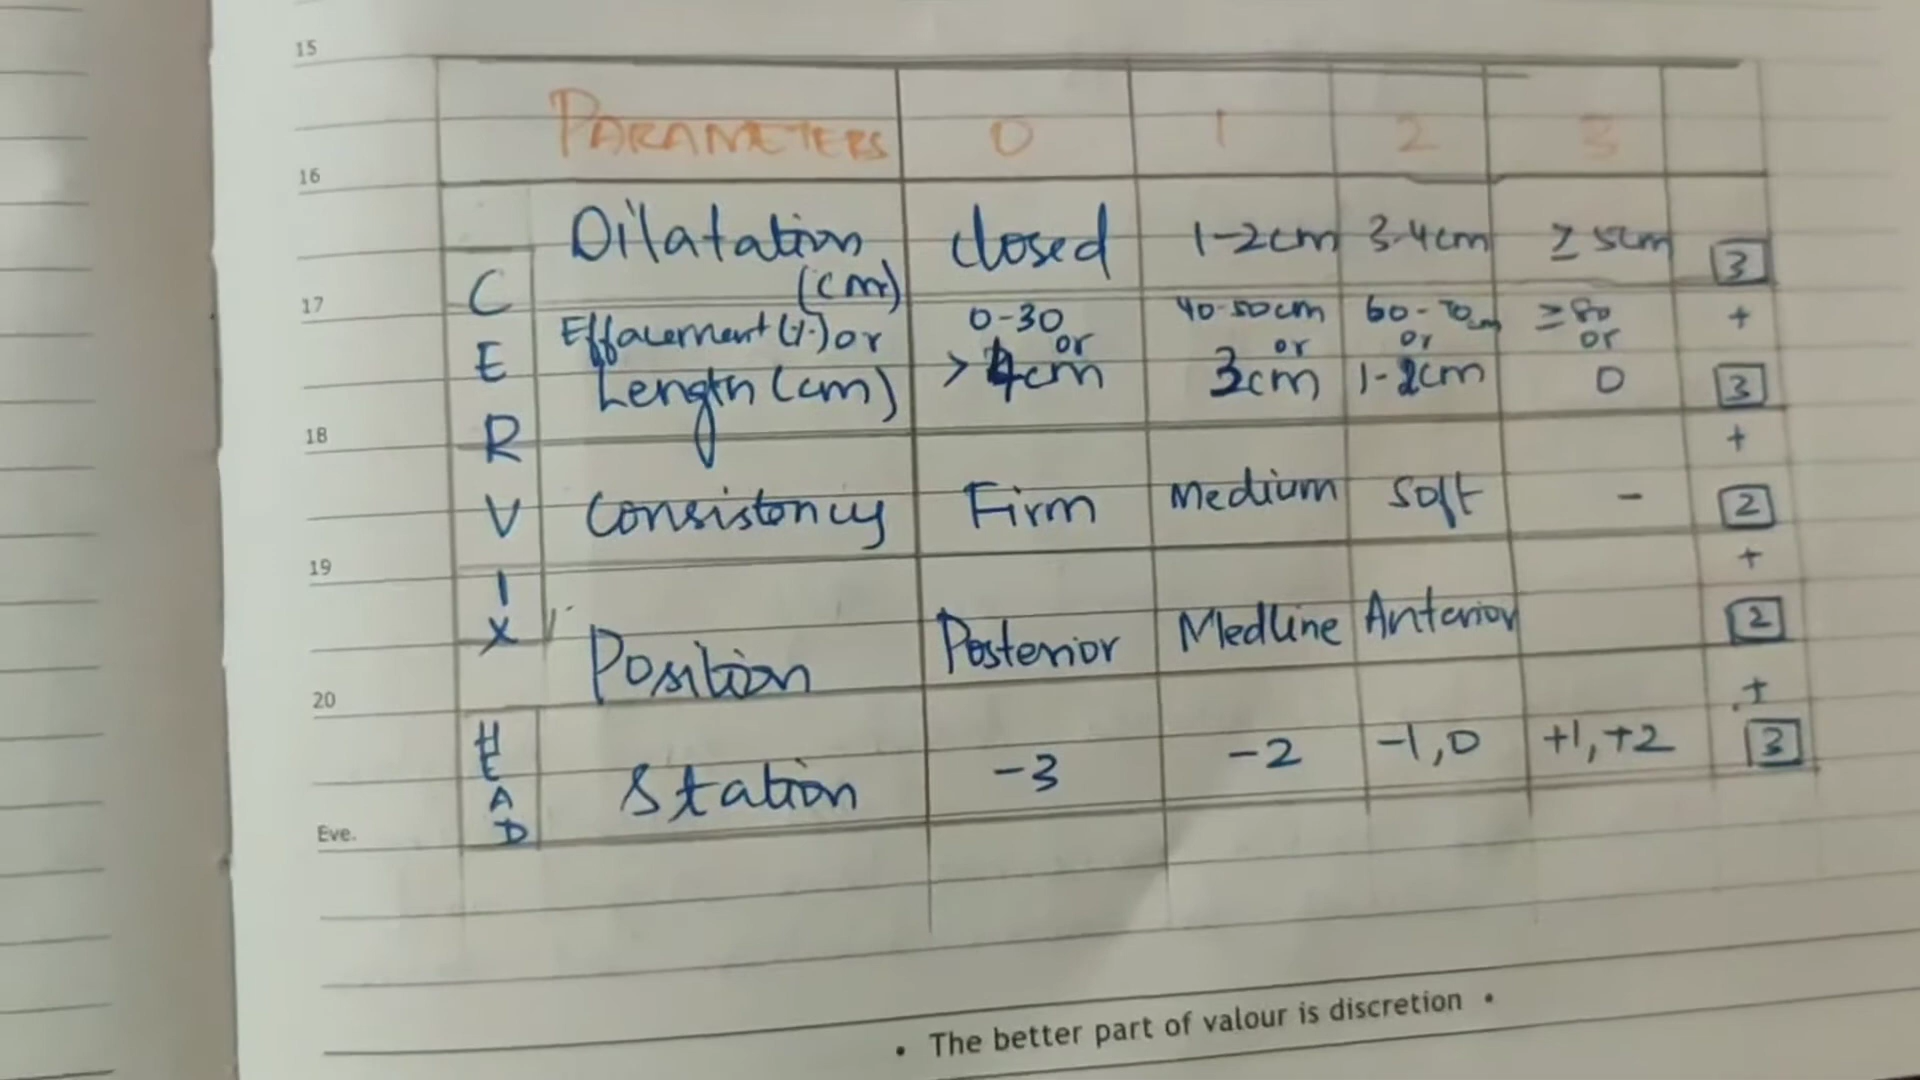 15
PARAMETERS 0 1 2 3
16
Dilatation (cm) closed 1-2cm 3-4cm ≥ 5cm 3
17
CERVIX
Effacement (%) or 0-30 40-50cm 60-70cm ≥80 +
or or or or
Length (cm) > 4cm 3cm 1-2cm 0 3
18
+
Consistency Firm Medium Soft - 2
19
+
Position Posterior Medline Anterior 2
20
+
HEAD
Station -3 -2 -1,0 +1,+2 3
Eve.
• The better part of valour is discretion •